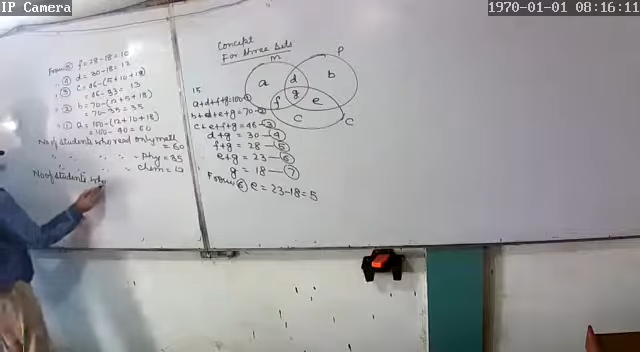 IP Camera
1970-01-01 08:16:11
From ⑤ f = 28-18 = 10
④ d = 30-18 = 12
③ c = 46-(5+10+18)
= 46-33 = 13
② b = 70-(12+5+18)
= 70-35 = 35
① a = 100-(12+10+18)
= 100-40 = 60
No of students who read only math
= 60
" " " " Phy = 35
" " " " chem = 13
No of students who
Concept
For three sets
M
P
a
d
b
g
f
e
c
C
15
a+d+f+g=100-①
b+d+e+g=70-②
c+e+f+g=46-③
d+g=30-④
f+g=28-⑤
e+g=23-⑥
g=18-⑦
From ⑥ e=23-18=5